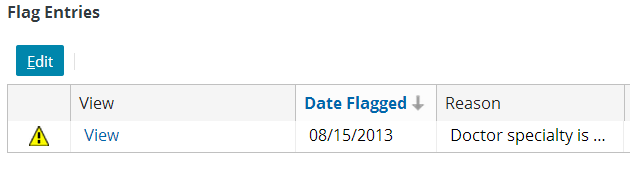 Flag Entries
Edit
View Date Flagged Reason
View 08/15/2013 Doctor specialty is ...